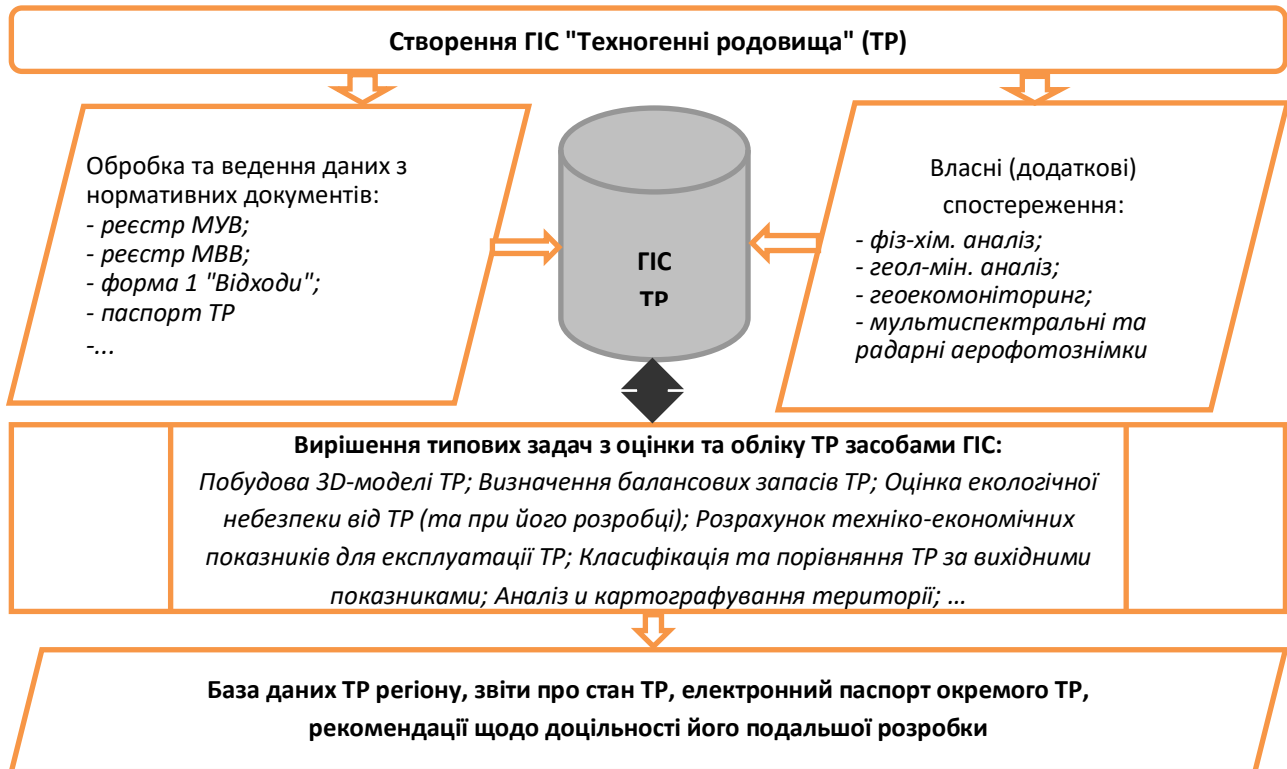 Створення ГІС "Техногенні родовища" (ТР)
Обробка та ведення даних з
нормативних документів:
- реєстр МУВ;
- реєстр МВВ;
- форма 1 "Відходи";
- паспорт ТР
-...
ГІС
ТР
Власні (додаткові)
спостереження:
- фіз-хім. аналіз;
- геол-мін. аналіз;
- геоекомоніторинг;
- мультиспектральні та
радарні аерофотознімки
Вирішення типових задач з оцінки та обліку ТР засобами ГІС:
Побудова 3D-моделі ТР; Визначення балансових запасів ТР; Оцінка екологічної
небезпеки від ТР (та при його розробці); Розрахунок техніко-економічних
показників для експлуатації ТР; Класифікація та порівняння ТР за вихідними
показниками; Аналіз и картографування території; ...
База даних ТР регіону, звіти про стан ТР, електронний паспорт окремого ТР,
рекомендації щодо доцільності його подальшої розробки